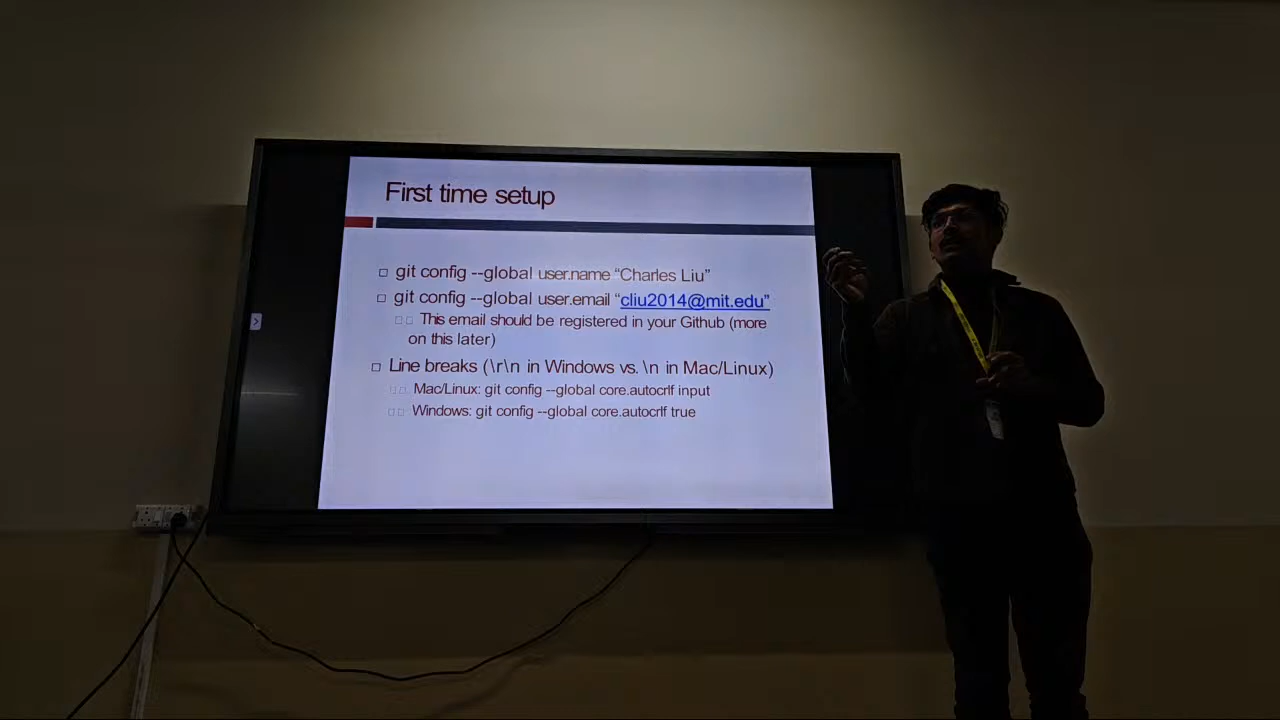 First time setup
git config --global user.name “Charles Liu”
git config --global user.email “cliu2014@mit.edu”
This email should be registered in your Github (more
on this later)
Line breaks (\r\n in Windows vs. \n in Mac/Linux)
Mac/Linux: git config --global core.autocrlf input
Windows: git config --global core.autocrlf true